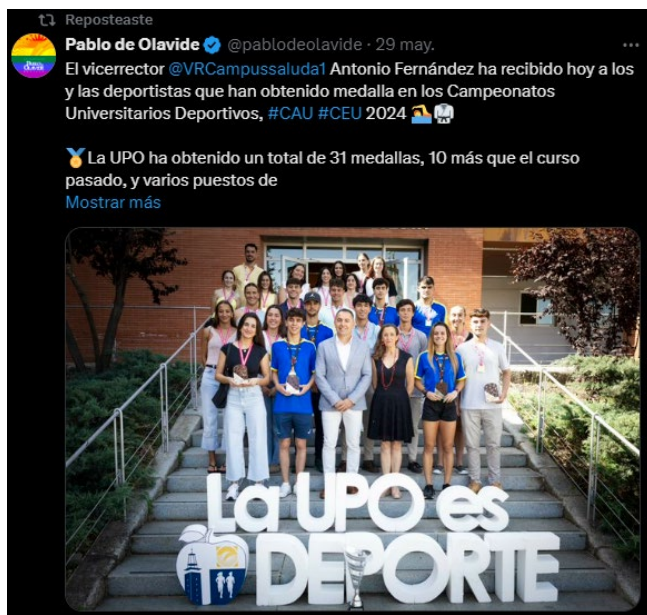 Reposteaste
Pablo de Olavide @pablodeolavide · 29 may.
El vicerrector @VRCampussaluda1 Antonio Fernández ha recibido hoy a los
y las deportistas que han obtenido medalla en los Campeonatos
Universitarios Deportivos, #CAU #CEU 2024 🤽🥋
🏅La UPO ha obtenido un total de 31 medallas, 10 más que el curso
pasado, y varios puestos de
Mostrar más
La UPO es
DEPORTE